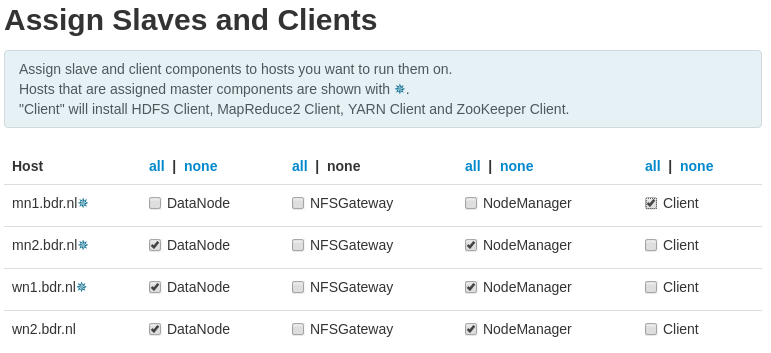 Assign Slaves and Clients
Assign slave and client components to hosts you want to run them on.
Hosts that are assigned master components are shown with ✵.
"Client" will install HDFS Client, MapReduce2 Client, YARN Client and ZooKeeper Client.
Host all | none all | none all | none all | none
mn1.bdr.nl✵ DataNode NFSGateway NodeManager Client
mn2.bdr.nl✵ DataNode NFSGateway NodeManager Client
wn1.bdr.nl✵ DataNode NFSGateway NodeManager Client
wn2.bdr.nl DataNode NFSGateway NodeManager Client